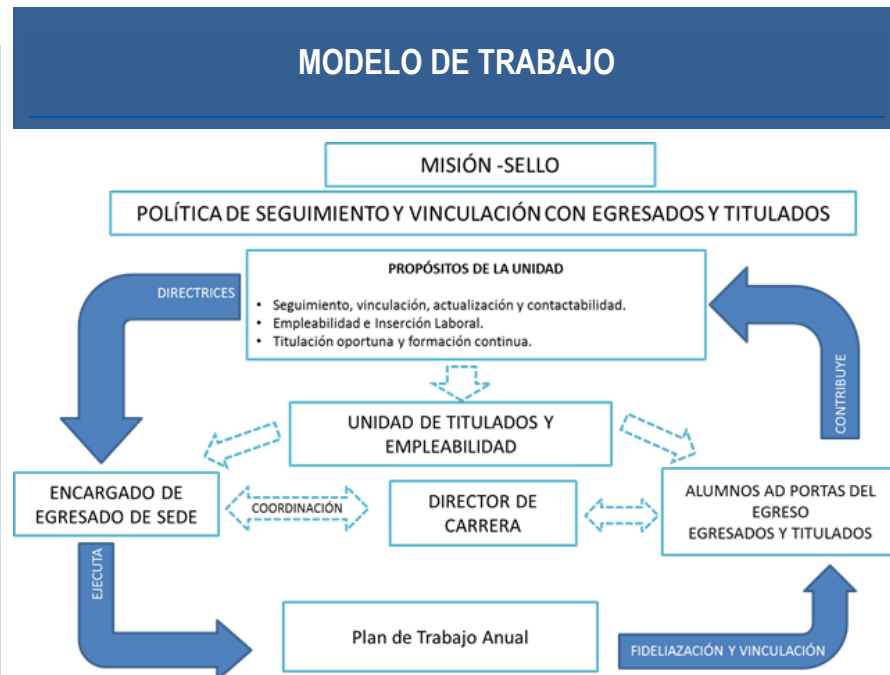 MODELO DE TRABAJO
MISIÓN -SELLO
POLÍTICA DE SEGUIMIENTO Y VINCULACIÓN CON EGRESADOS Y TITULADOS
PROPÓSITOS DE LA UNIDAD
• Seguimiento, vinculación, actualización y contactabilidad.
• Empleabilidad e Inserción Laboral.
• Titulación oportuna y formación continua.
DIRECTRICES
CONTRIBUYE
UNIDAD DE TITULADOS Y
EMPLEABILIDAD
ENCARGADO DE
EGRESADO DE SEDE
COORDINACIÓN
DIRECTOR DE
CARRERA
ALUMNOS AD PORTAS DEL
EGRESO
EGRESADOS Y TITULADOS
EJECUTA
Plan de Trabajo Anual
FIDELIAZACIÓN Y VINCULACIÓN